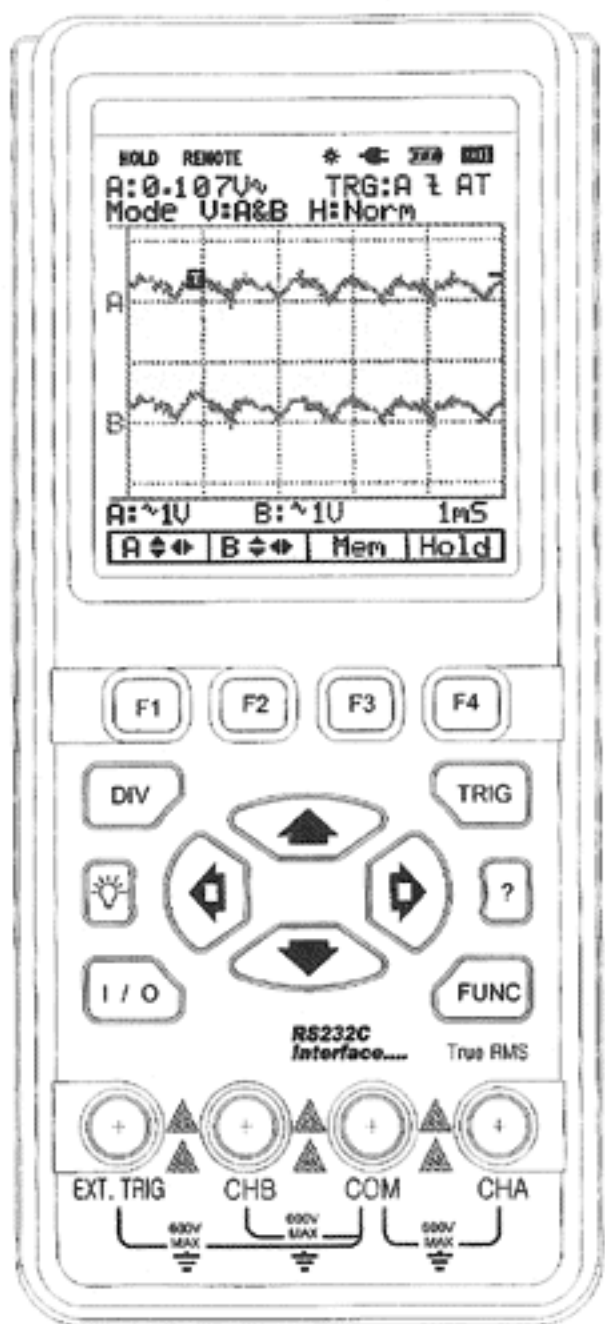 HOLD REMOTE
A:0.107V∿ TRG:A AT
Mode V:A&B H:Norm
T
A
B
A:∿1V B:∿1V 1mS
A B Mem Hold
F1 F2 F3 F4
DIV TRIG
?
I / O FUNC
RS232C
Interface.... True RMS
EXT. TRIG CHB COM CHA
600V
MAX
600V
MAX
600V
MAX